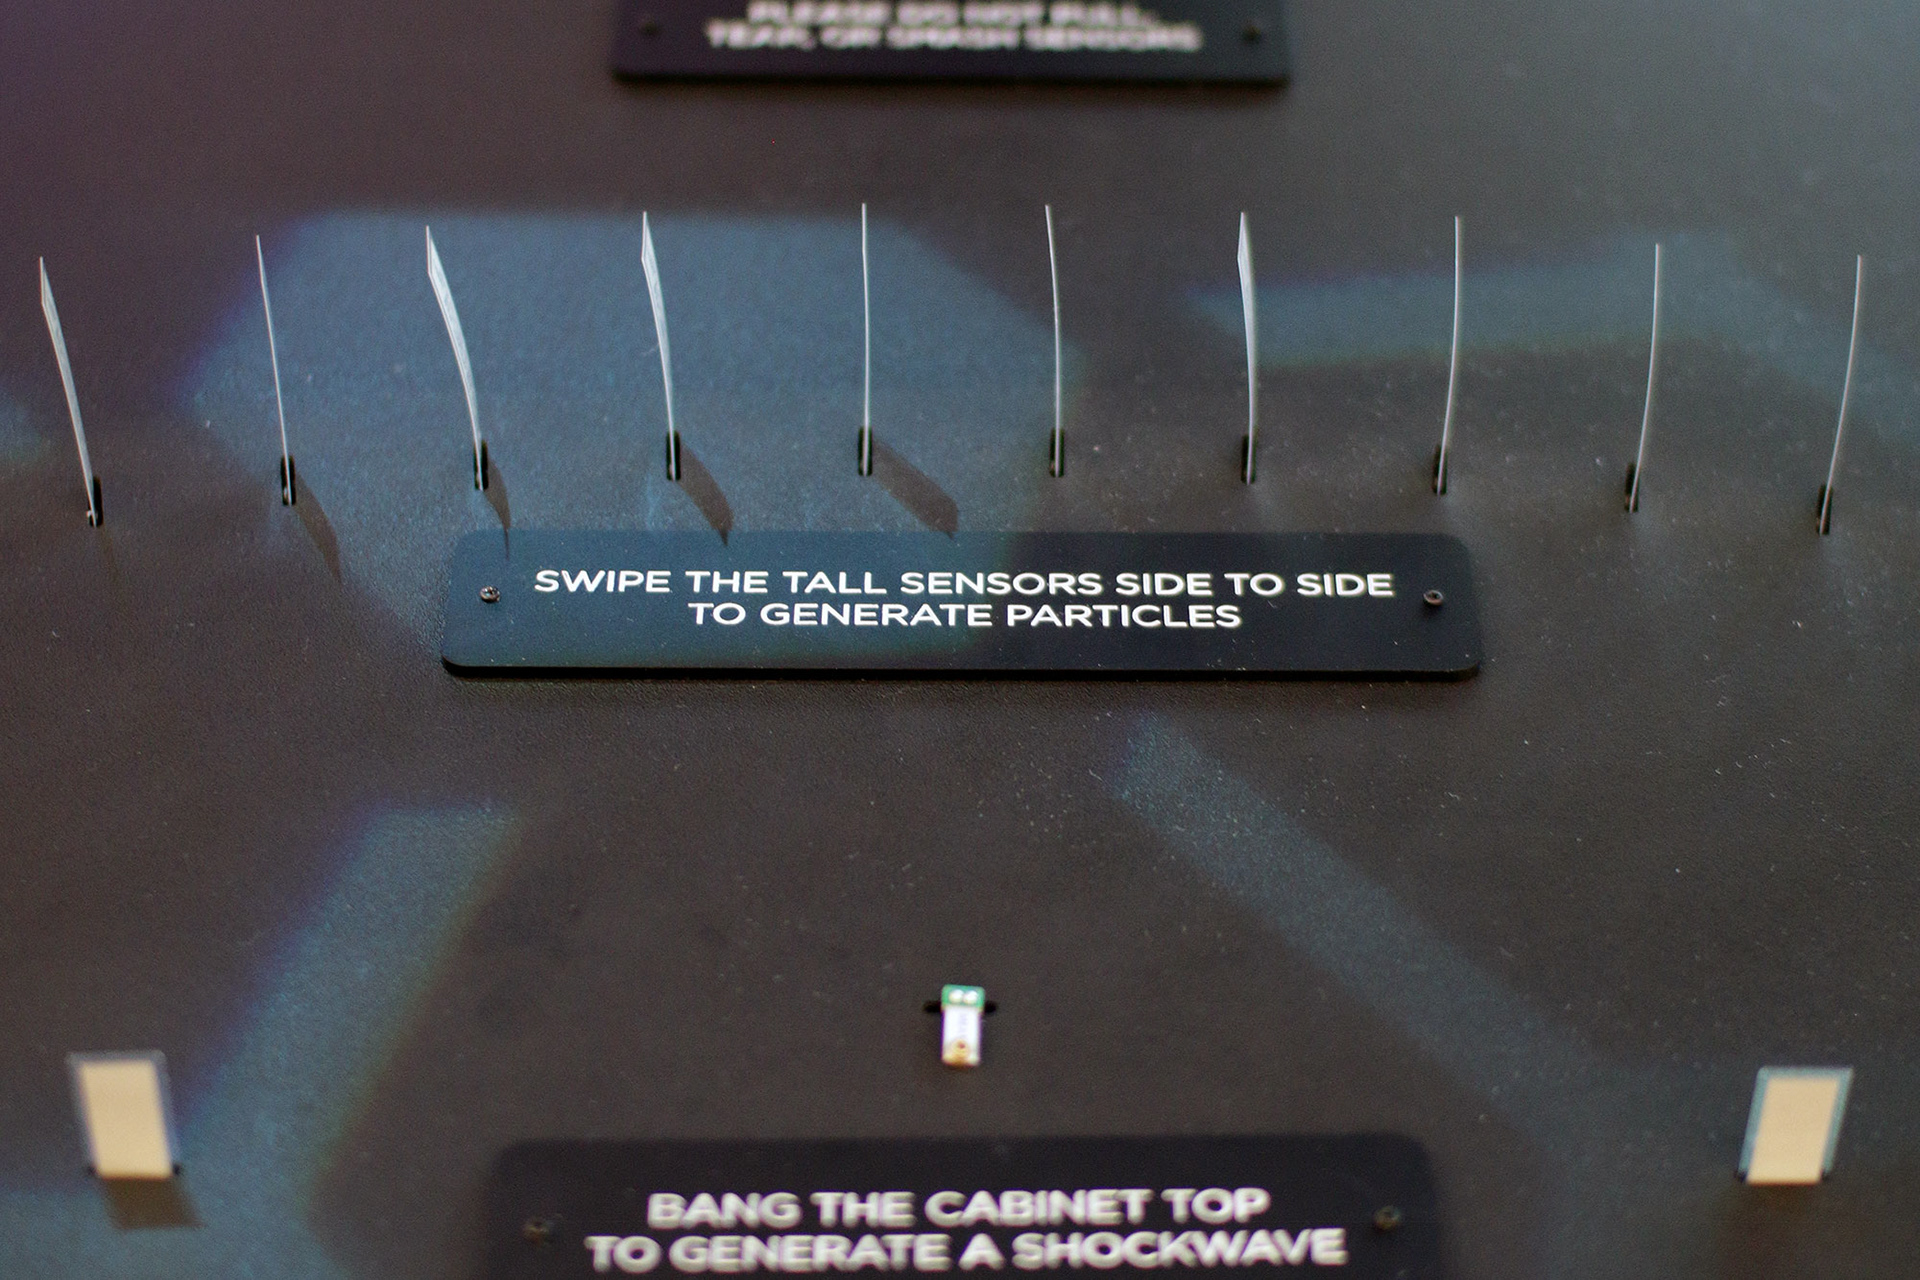 PLEASE DO NOT PULL,
TEAR, OR SMASH SENSORS
SWIPE THE TALL SENSORS SIDE TO SIDE
TO GENERATE PARTICLES
BANG THE CABINET TOP
TO GENERATE A SHOCKWAVE